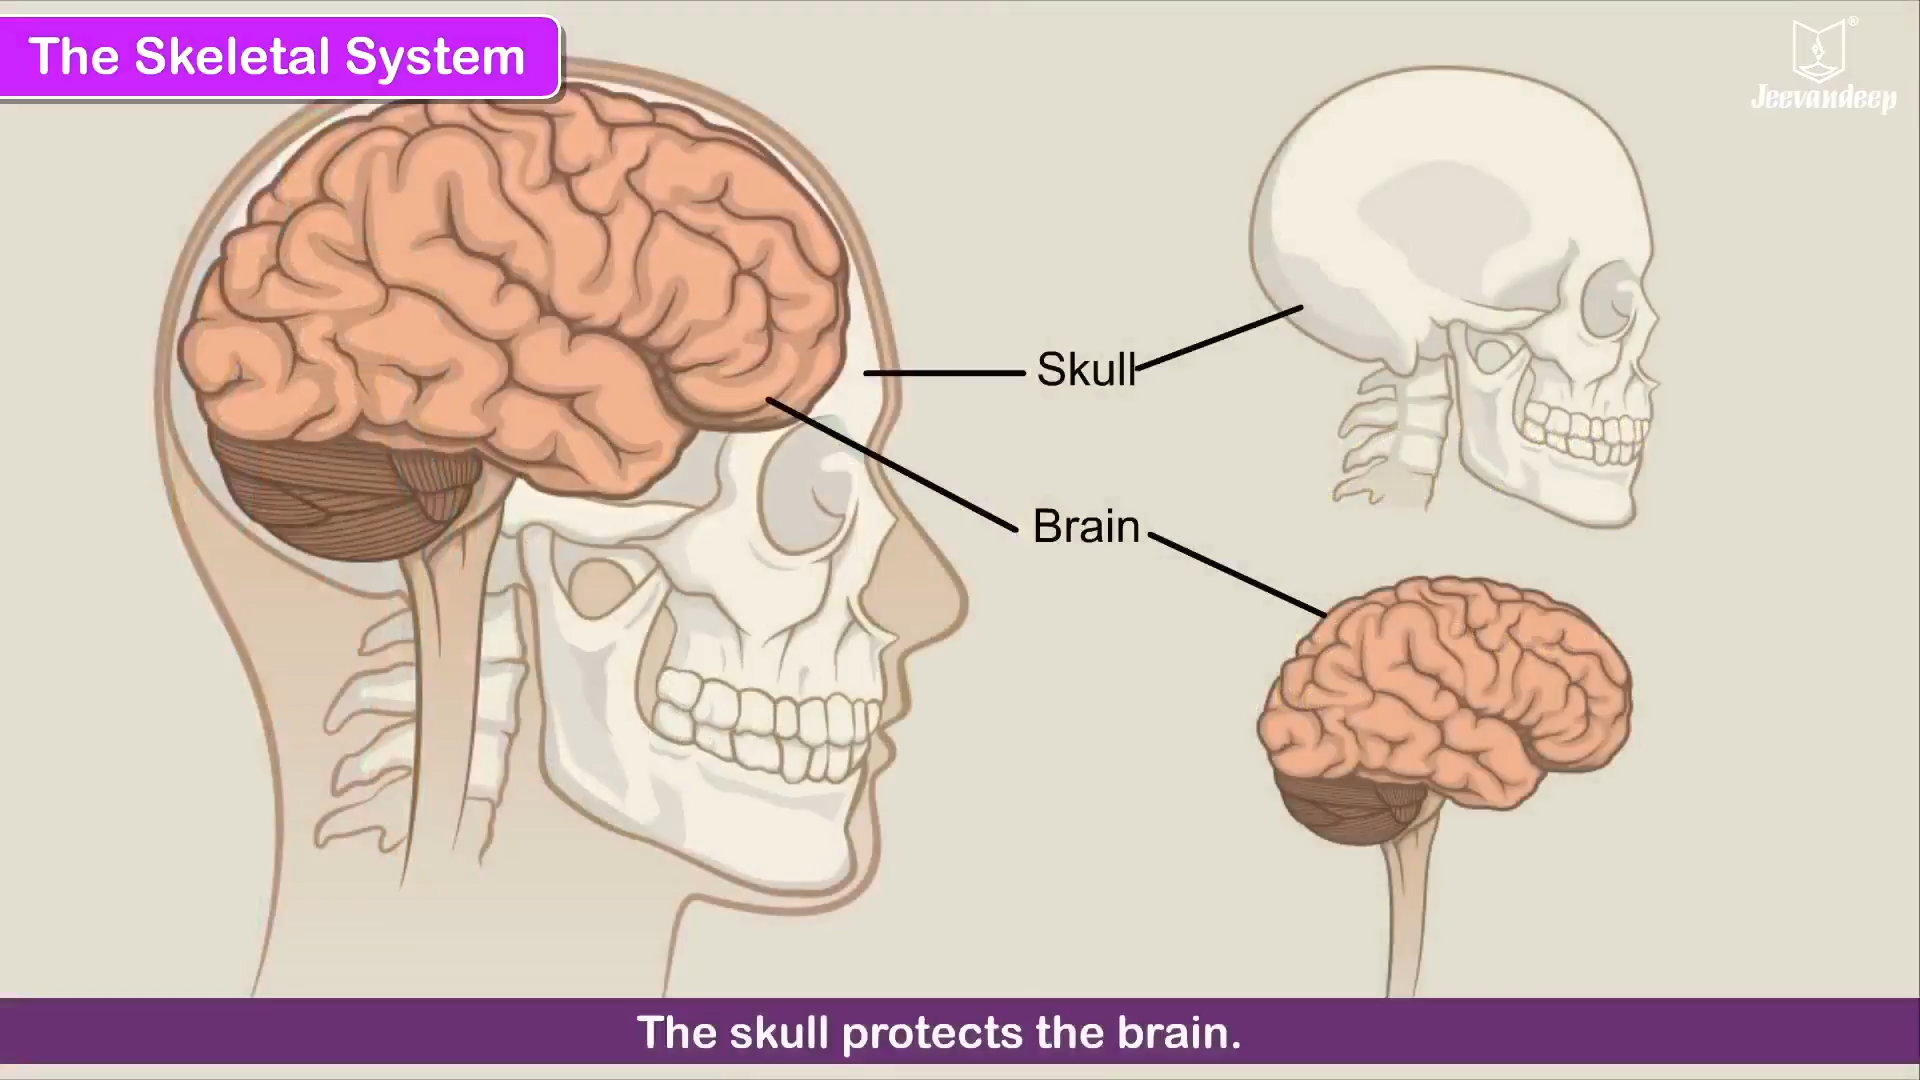 The Skeletal System
Jeevandeep
Skull
Brain
The skull protects the brain.